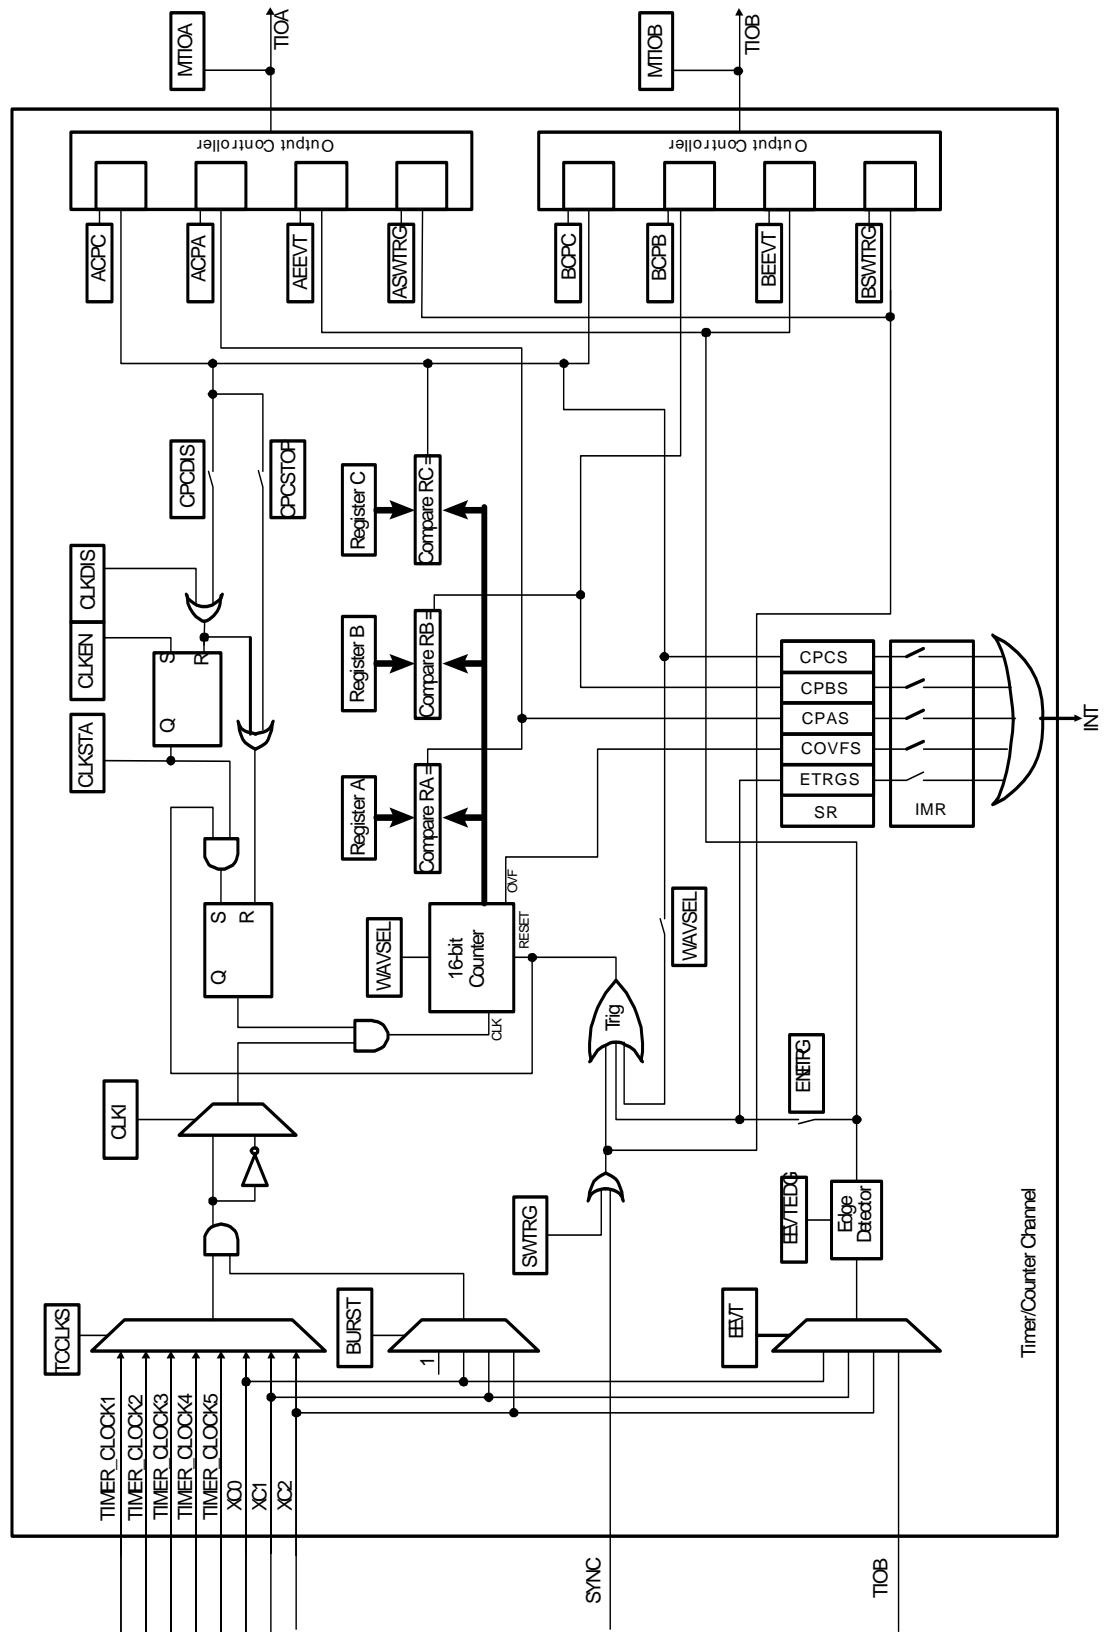 TIMER_CLOCK1
TIMER_CLOCK2
TIMER_CLOCK3
TIMER_CLOCK4
TIMER_CLOCK5
XC0
XC1
XC2
TCCLKS
CLKI
CLKSTA
CLKEN
CLKDIS
Q
S
R
Q
S
R
CPCDIS
CPCSTOP
ACPC
ACPA
AEEVT
ASWTRG
Output Controller
MTIOA
TIOA
BURST
1
WAVSEL
16-bit
Counter
CLK
OVF
RESET
Register A
Register B
Register C
Compare RA =
Compare RB =
Compare RC =
SYNC
SWTRG
Trig
WAVSEL
BCPC
BCPB
BEEVT
BSWTRG
Output Controller
MTIOB
TIOB
TIOB
EEVT
EEVTEDG
Edge
Detector
ENETRG
CPCS
CPBS
CPAS
COVFS
ETRGS
SR
IMR
INT
Timer/Counter Channel